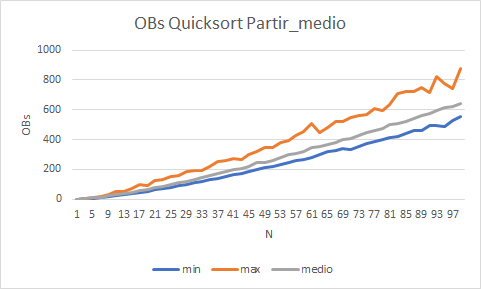 OBs Quicksort Partir_medio
1000
800
600
400
200
0
OBs
1 5 9 13 17 21 25 29 33 37 41 45 49 53 57 61 65 69 73 77 81 85 89 93 97
N
min max medio